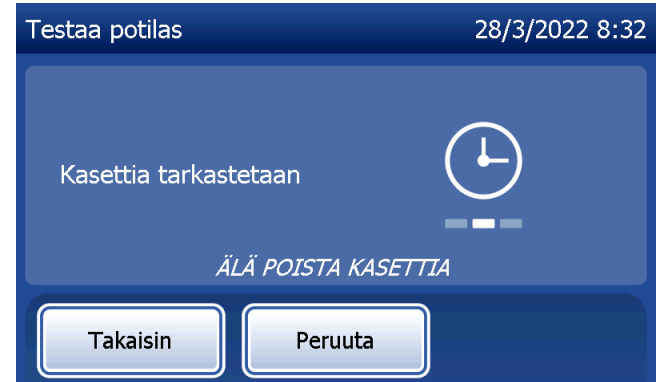 Testaa potilas 28/3/2022 8:32
Kasettia tarkastetaan
ÄLÄ POISTA KASETTIA
Takaisin Peruuta